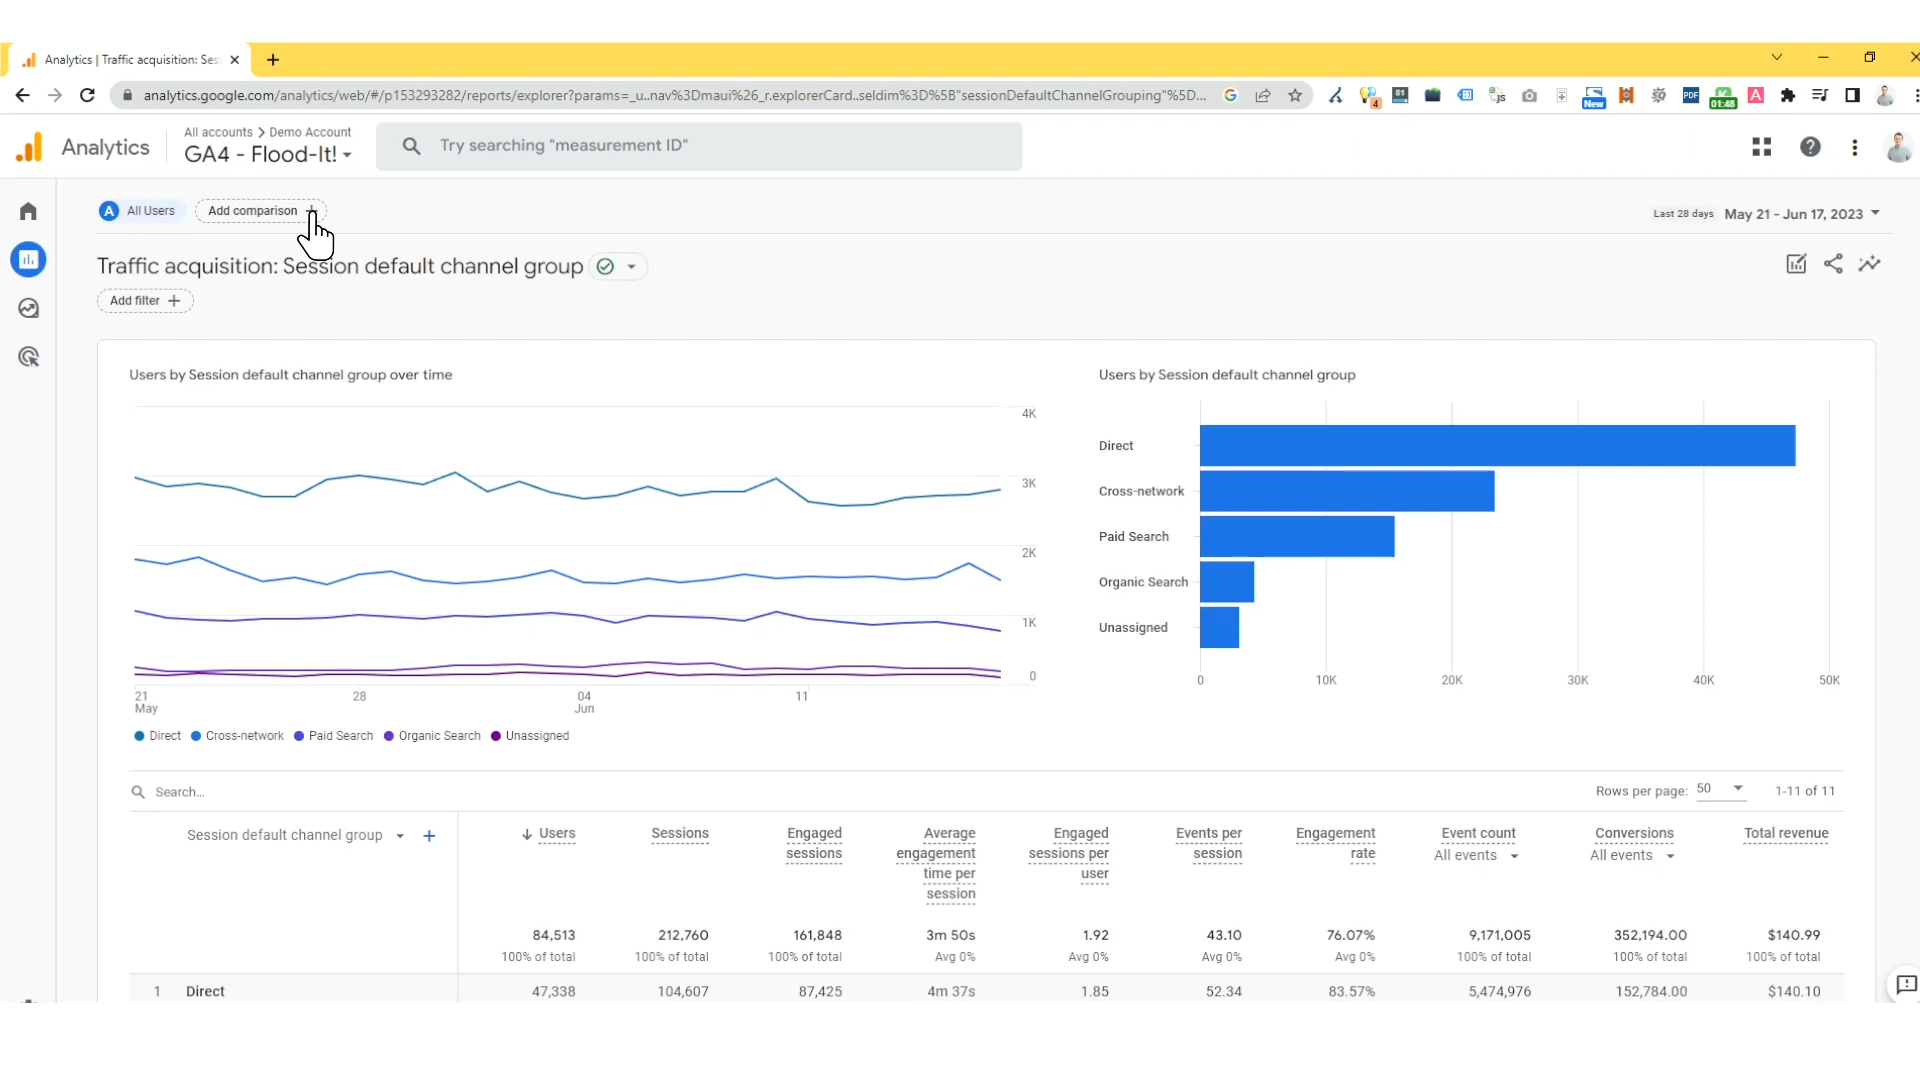 Analytics | Traffic acquisition: Ses
analytics.google.com/analytics/web/#/p153293282/reports/explorer?params=_u..nav%3Dmaui%26_r.explorerCard..seldim%3D%5B"sessionDefaultChannelGrouping"%5D...
4
81
New
JS
PDF
01:48
A
Analytics
All accounts > Demo Account
GA4 - Flood-It!
Try searching "measurement ID"
A All Users
Add comparison +
Last 28 days May 21 - Jun 17, 2023
Traffic acquisition: Session default channel group
Add filter +
Users by Session default channel group over time
4K
3K
2K
1K
0
21 May
28
04 Jun
11
Direct Cross-network Paid Search Organic Search Unassigned
Users by Session default channel group
Direct
Cross-network
Paid Search
Organic Search
Unassigned
0 10K 20K 30K 40K 50K
Search...
Rows per page: 50 1-11 of 11
Session default channel group +
Users
Sessions
Engaged sessions
Average engagement time per session
Engaged sessions per user
Events per session
Engagement rate
Event count
All events
Conversions
All events
Total revenue
84,513 212,760 161,848 3m 50s 1.92 43.10 76.07% 9,171,005 352,194.00 $140.99
100% of total 100% of total 100% of total Avg 0% Avg 0% Avg 0% Avg 0% 100% of total 100% of total 100% of total
1 Direct 47,338 104,607 87,425 4m 37s 1.85 52.34 83.57% 5,474,976 152,784.00 $140.10